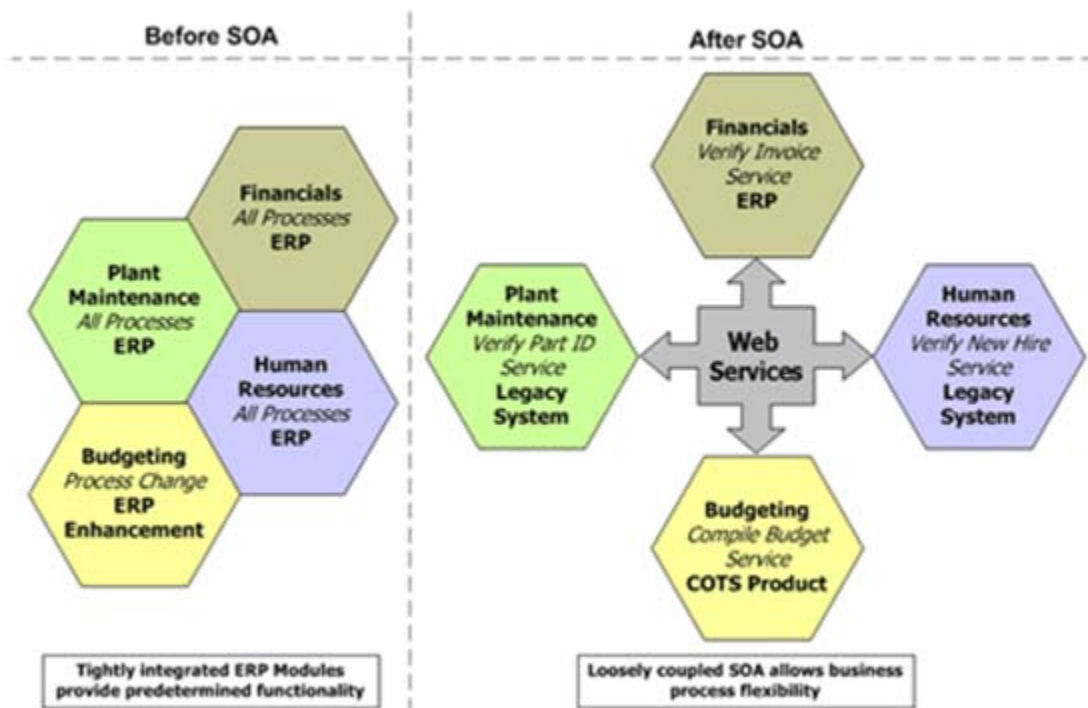 Before SOA
After SOA
Financials
All Processes
ERP
Plant
Maintenance
All Processes
ERP
Human
Resources
All Processes
ERP
Budgeting
Process Change
ERP
Enhancement
Tightly integrated ERP Modules
provide predetermined functionality
Financials
Verify Invoice
Service
ERP
Plant
Maintenance
Verify Part ID
Service
Legacy
System
Web
Services
Human
Resources
Verify New Hire
Service
Legacy
System
Budgeting
Compile Budget
Service
COTS Product
Loosely coupled SOA allows business
process flexibility